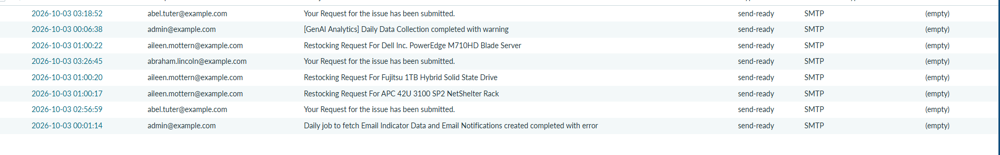 2026-10-03 03:18:52 abel.tuter@example.com Your Request for the issue has been submitted. send-ready SMTP (empty)
2026-10-03 00:06:38 admin@example.com [GenAI Analytics] Daily Data Collection completed with warning send-ready SMTP (empty)
2026-10-03 01:00:22 aileen.mottern@example.com Restocking Request For Dell Inc. PowerEdge M710HD Blade Server send-ready SMTP (empty)
2026-10-03 03:26:45 abraham.lincoln@example.com Your Request for the issue has been submitted. send-ready SMTP (empty)
2026-10-03 01:00:20 aileen.mottern@example.com Restocking Request For Fujitsu 1TB Hybrid Solid State Drive send-ready SMTP (empty)
2026-10-03 01:00:17 aileen.mottern@example.com Restocking Request For APC 42U 3100 SP2 NetShelter Rack send-ready SMTP (empty)
2026-10-03 02:56:59 abel.tuter@example.com Your Request for the issue has been submitted. send-ready SMTP (empty)
2026-10-03 00:01:14 admin@example.com Daily job to fetch Email Indicator Data and Email Notifications created completed with error send-ready SMTP (empty)